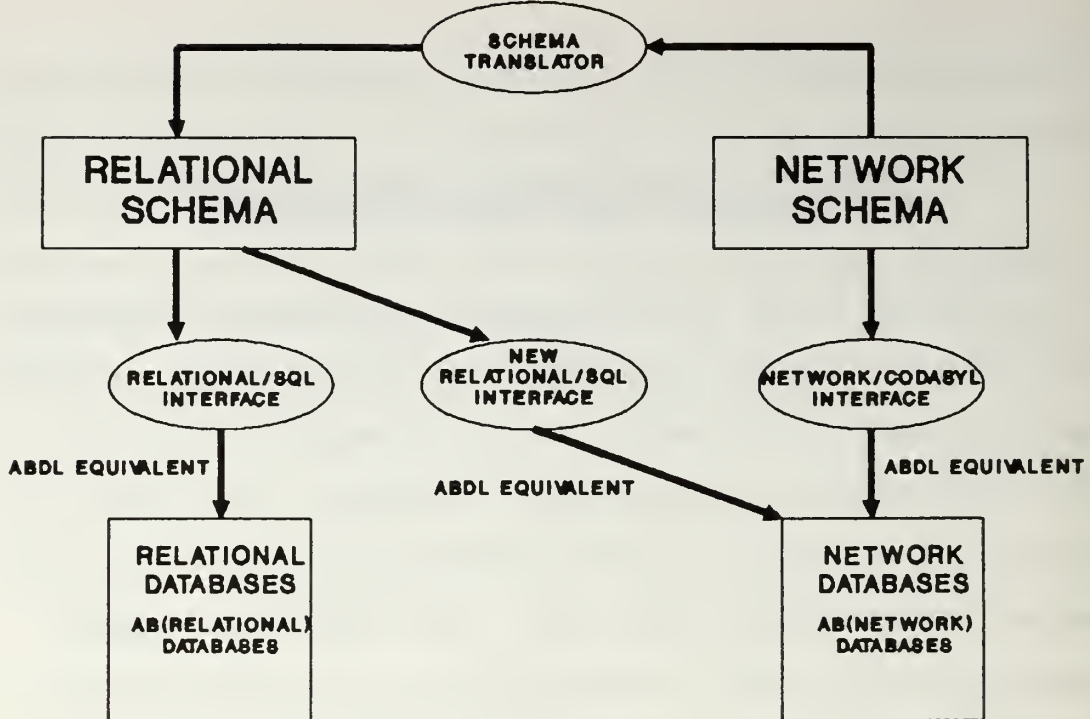 SCHEMA
TRANSLATOR
RELATIONAL
SCHEMA
NETWORK
SCHEMA
RELATIONAL/SQL
INTERFACE
NEW
RELATIONAL/SQL
INTERFACE
NETWORK/CODASYL
INTERFACE
ABDL EQUIVALENT
ABDL EQUIVALENT
ABDL EQUIVALENT
RELATIONAL
DATABASES
AB(RELATIONAL)
DATABASES
NETWORK
DATABASES
AB(NETWORK)
DATABASES